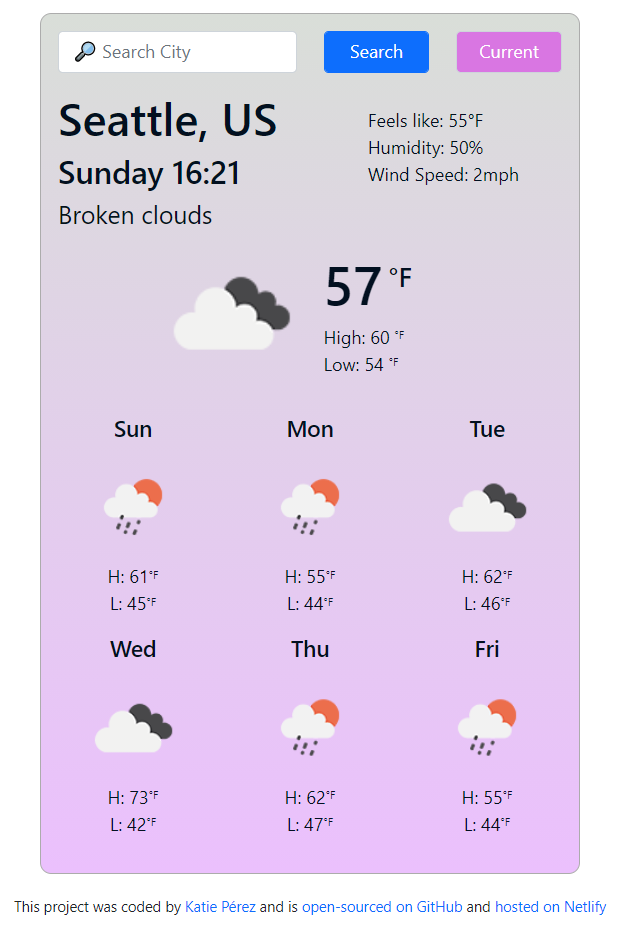 🔎 Search City Search Current
Seattle, US
Sunday 16:21
Broken clouds
Feels like: 55°F
Humidity: 50%
Wind Speed: 2mph
57 °F
High: 60 °F
Low: 54 °F
Sun Mon Tue
H: 61°F H: 55°F H: 62°F
L: 45°F L: 44°F L: 46°F
Wed Thu Fri
H: 73°F H: 62°F H: 55°F
L: 42°F L: 47°F L: 44°F
This project was coded by Katie Pérez and is open-sourced on GitHub and hosted on Netlify